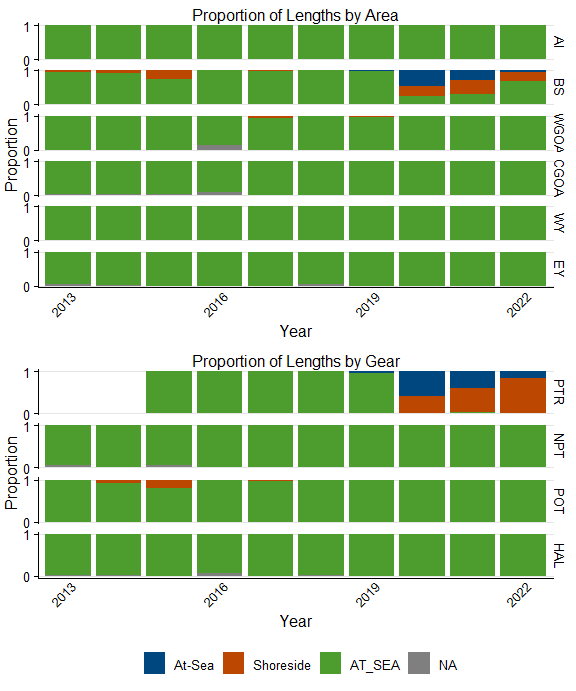 Proportion of Lengths by Area
1
0
AI
1
0
BS
1
0
WGOA
1
0
CGOA
1
0
WY
1
0
EY
Proportion
2013
2016
2019
2022
Year
Proportion of Lengths by Gear
1
0
PTR
1
0
NPT
1
0
POT
1
0
HAL
Proportion
2013
2016
2019
2022
Year
At-Sea Shoreside AT_SEA NA